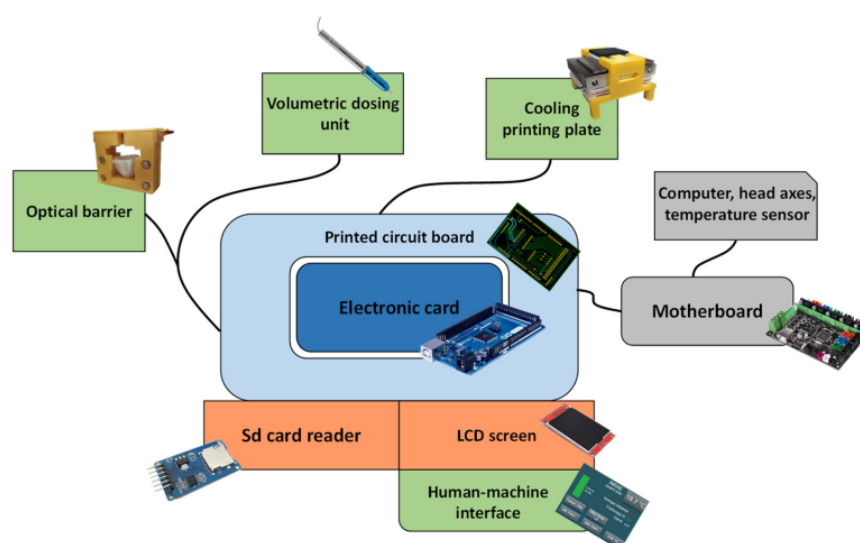 Volumetric dosing
unit
Cooling
printing plate
Optical barrier
Computer, head axes,
temperature sensor
Printed circuit board
Electronic card
Motherboard
Sd card reader
LCD screen
Human-machine
interface